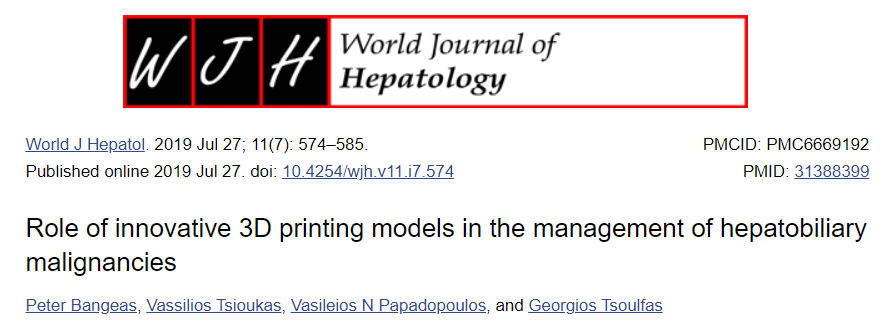 WJH World Journal of
Hepatology
World J Hepatol. 2019 Jul 27; 11(7): 574–585. PMCID: PMC6669192
Published online 2019 Jul 27. doi: 10.4254/wjh.v11.i7.574 PMID: 31388399
Role of innovative 3D printing models in the management of hepatobiliary
malignancies
Peter Bangeas, Vassilios Tsioukas, Vasileios N Papadopoulos, and Georgios Tsoulfas